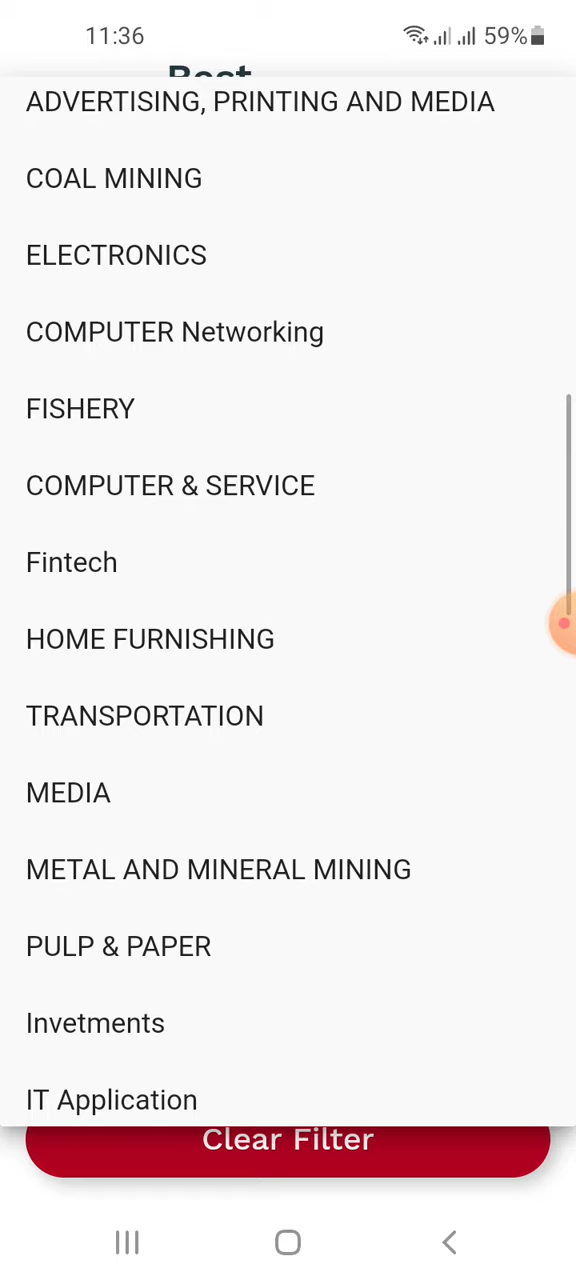 11:36
59%
Best
ADVERTISING, PRINTING AND MEDIA
COAL MINING
ELECTRONICS
COMPUTER Networking
FISHERY
COMPUTER & SERVICE
Fintech
HOME FURNISHING
TRANSPORTATION
MEDIA
METAL AND MINERAL MINING
PULP & PAPER
Invetments
IT Application
Clear Filter